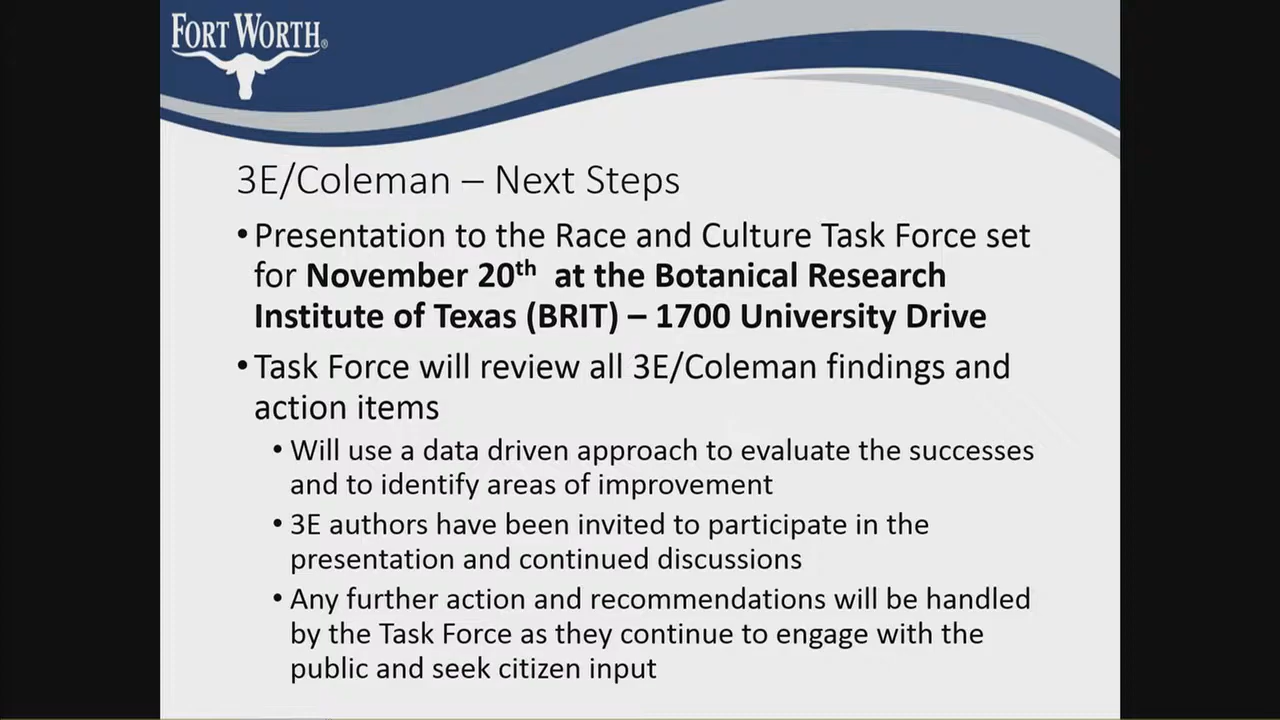 FORT WORTH®
3E/Coleman – Next Steps
• Presentation to the Race and Culture Task Force set
for November 20th at the Botanical Research
Institute of Texas (BRIT) – 1700 University Drive
• Task Force will review all 3E/Coleman findings and
action items
• Will use a data driven approach to evaluate the successes
and to identify areas of improvement
• 3E authors have been invited to participate in the
presentation and continued discussions
• Any further action and recommendations will be handled
by the Task Force as they continue to engage with the
public and seek citizen input